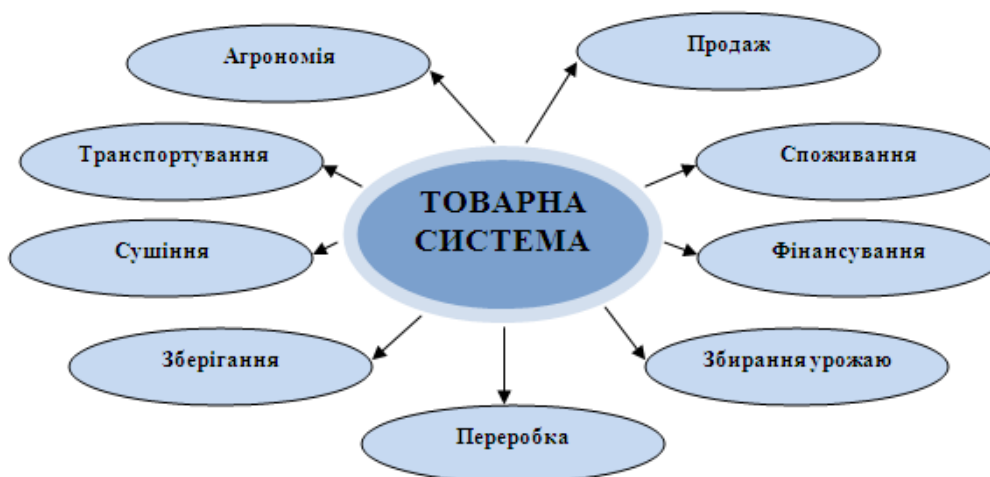 Агрономія
Продаж
Транспортування
Споживання
ТОВАРНА
СИСТЕМА
Сушіння
Фінансування
Зберігання
Збирання урожаю
Переробка